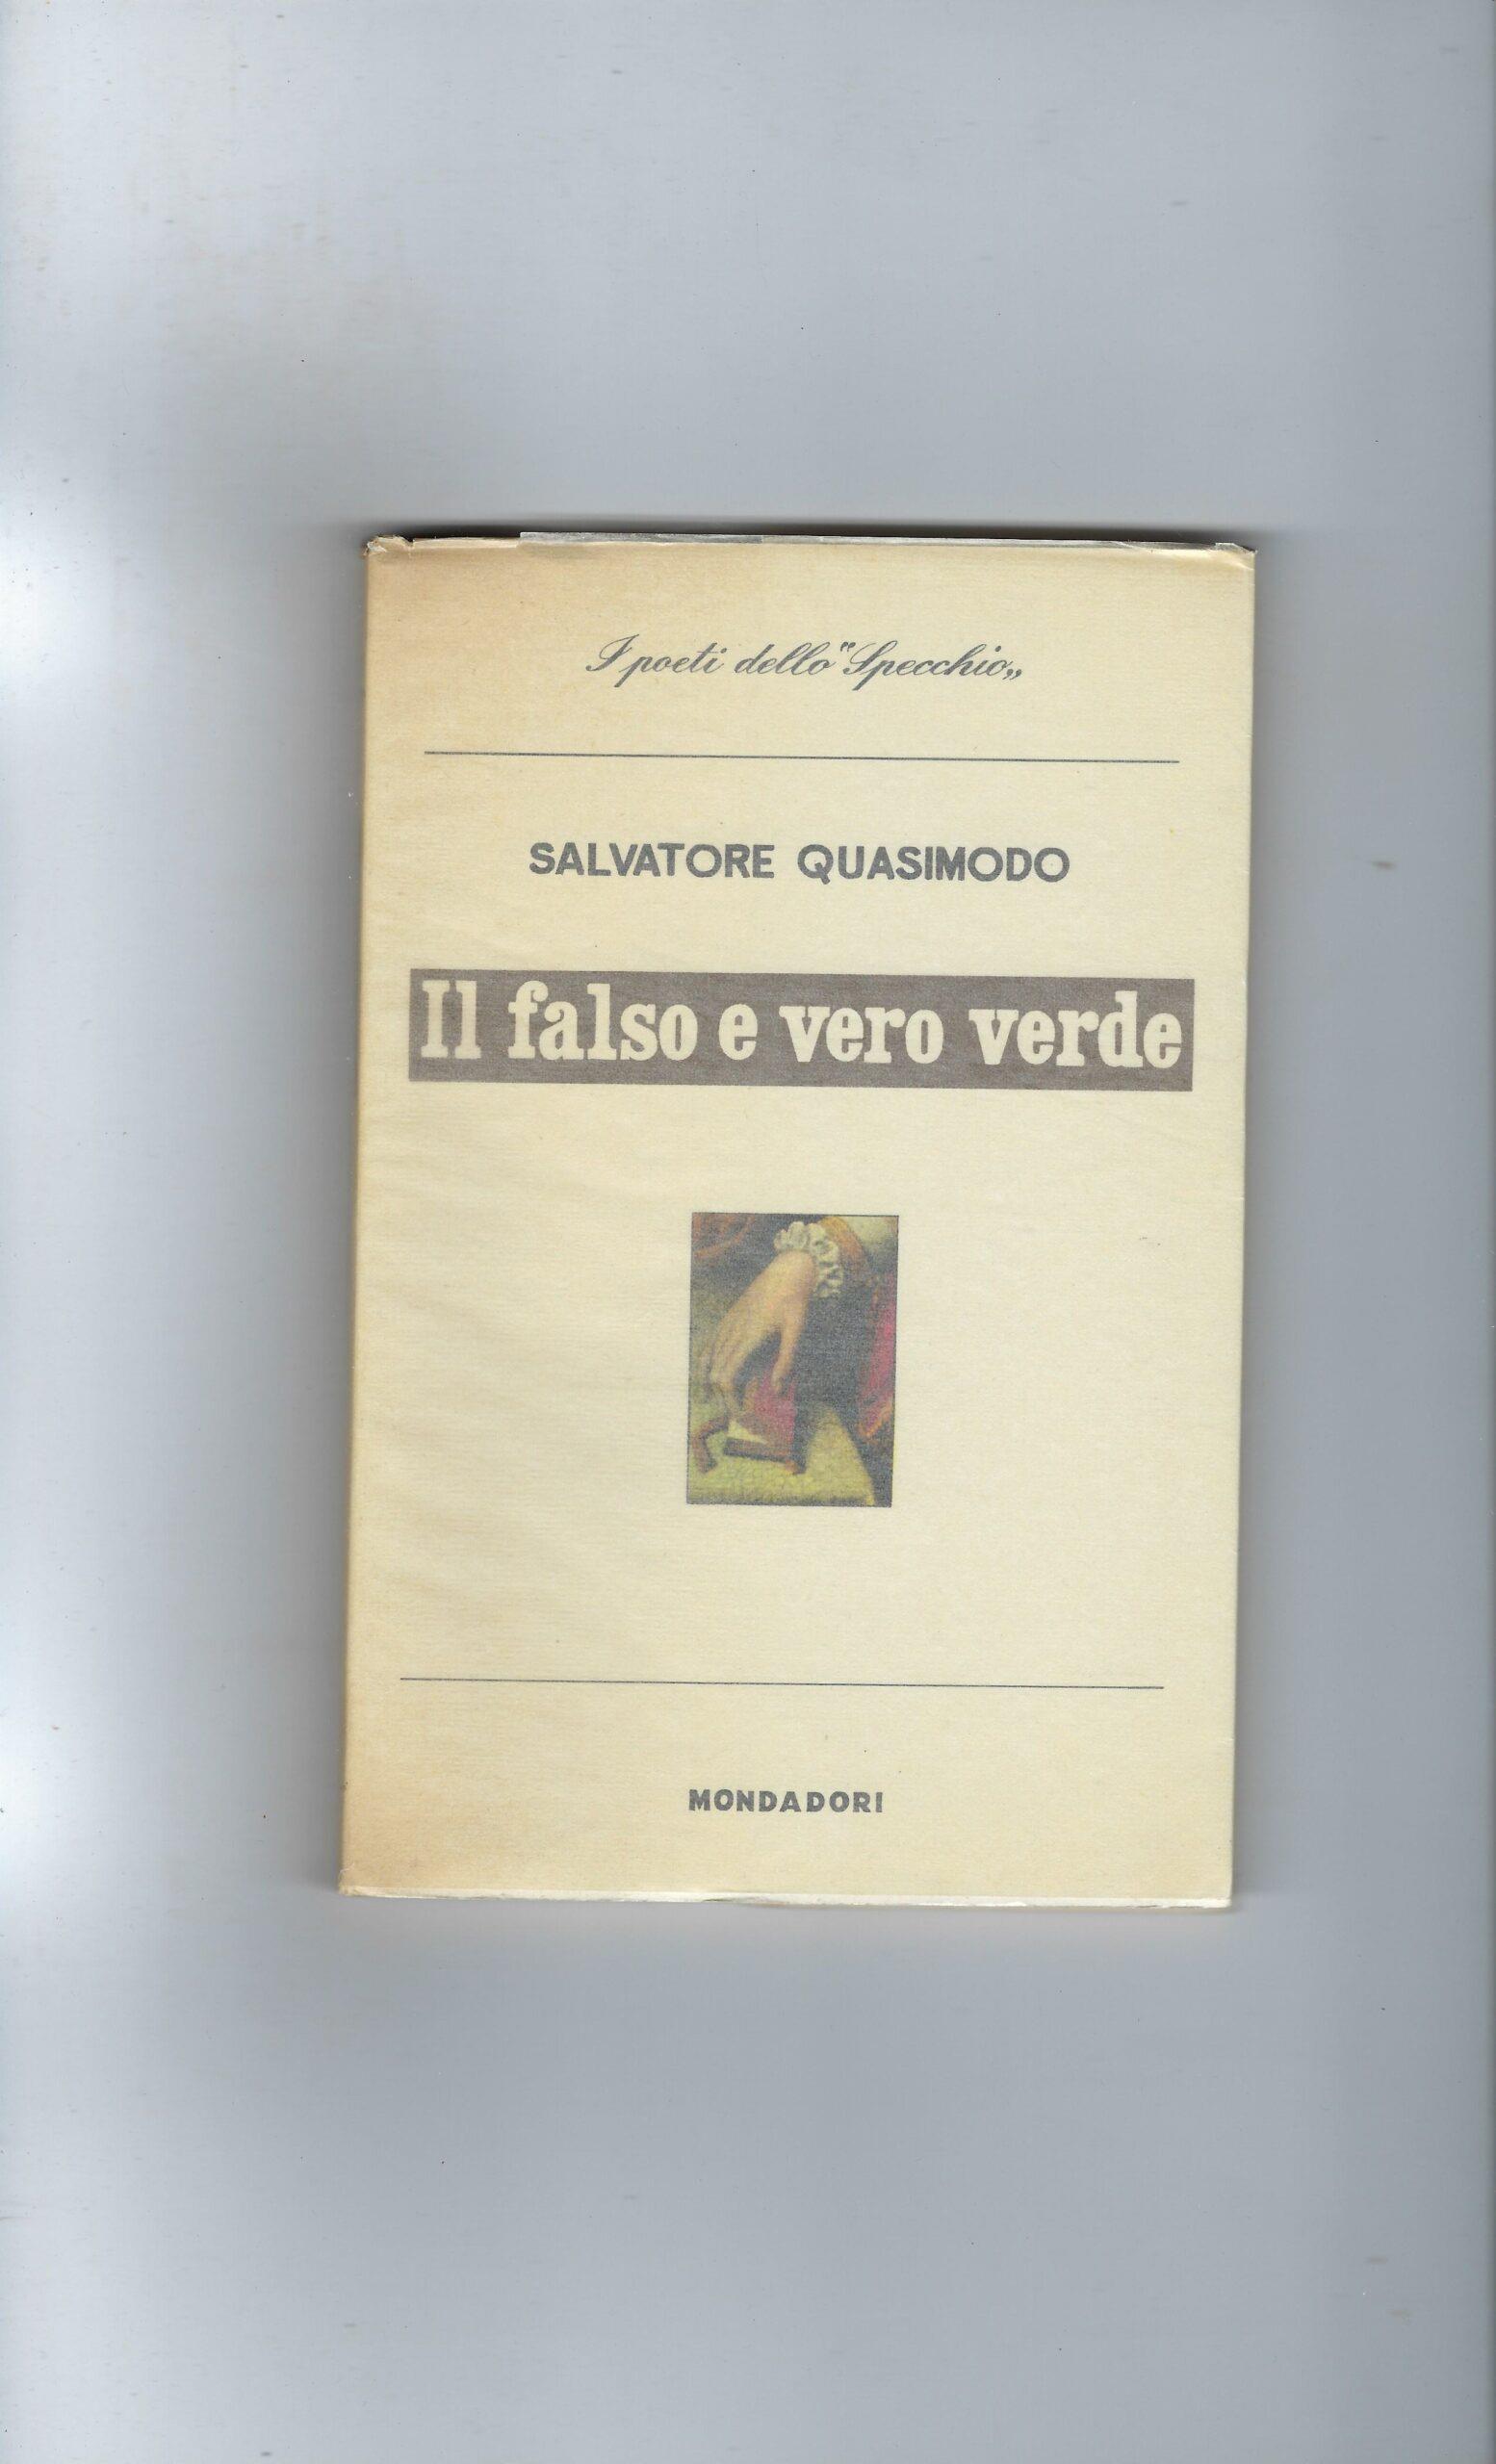 I poeti dello "Specchio„
SALVATORE QUASIMODO
Il falso e vero verde
MONDADORI